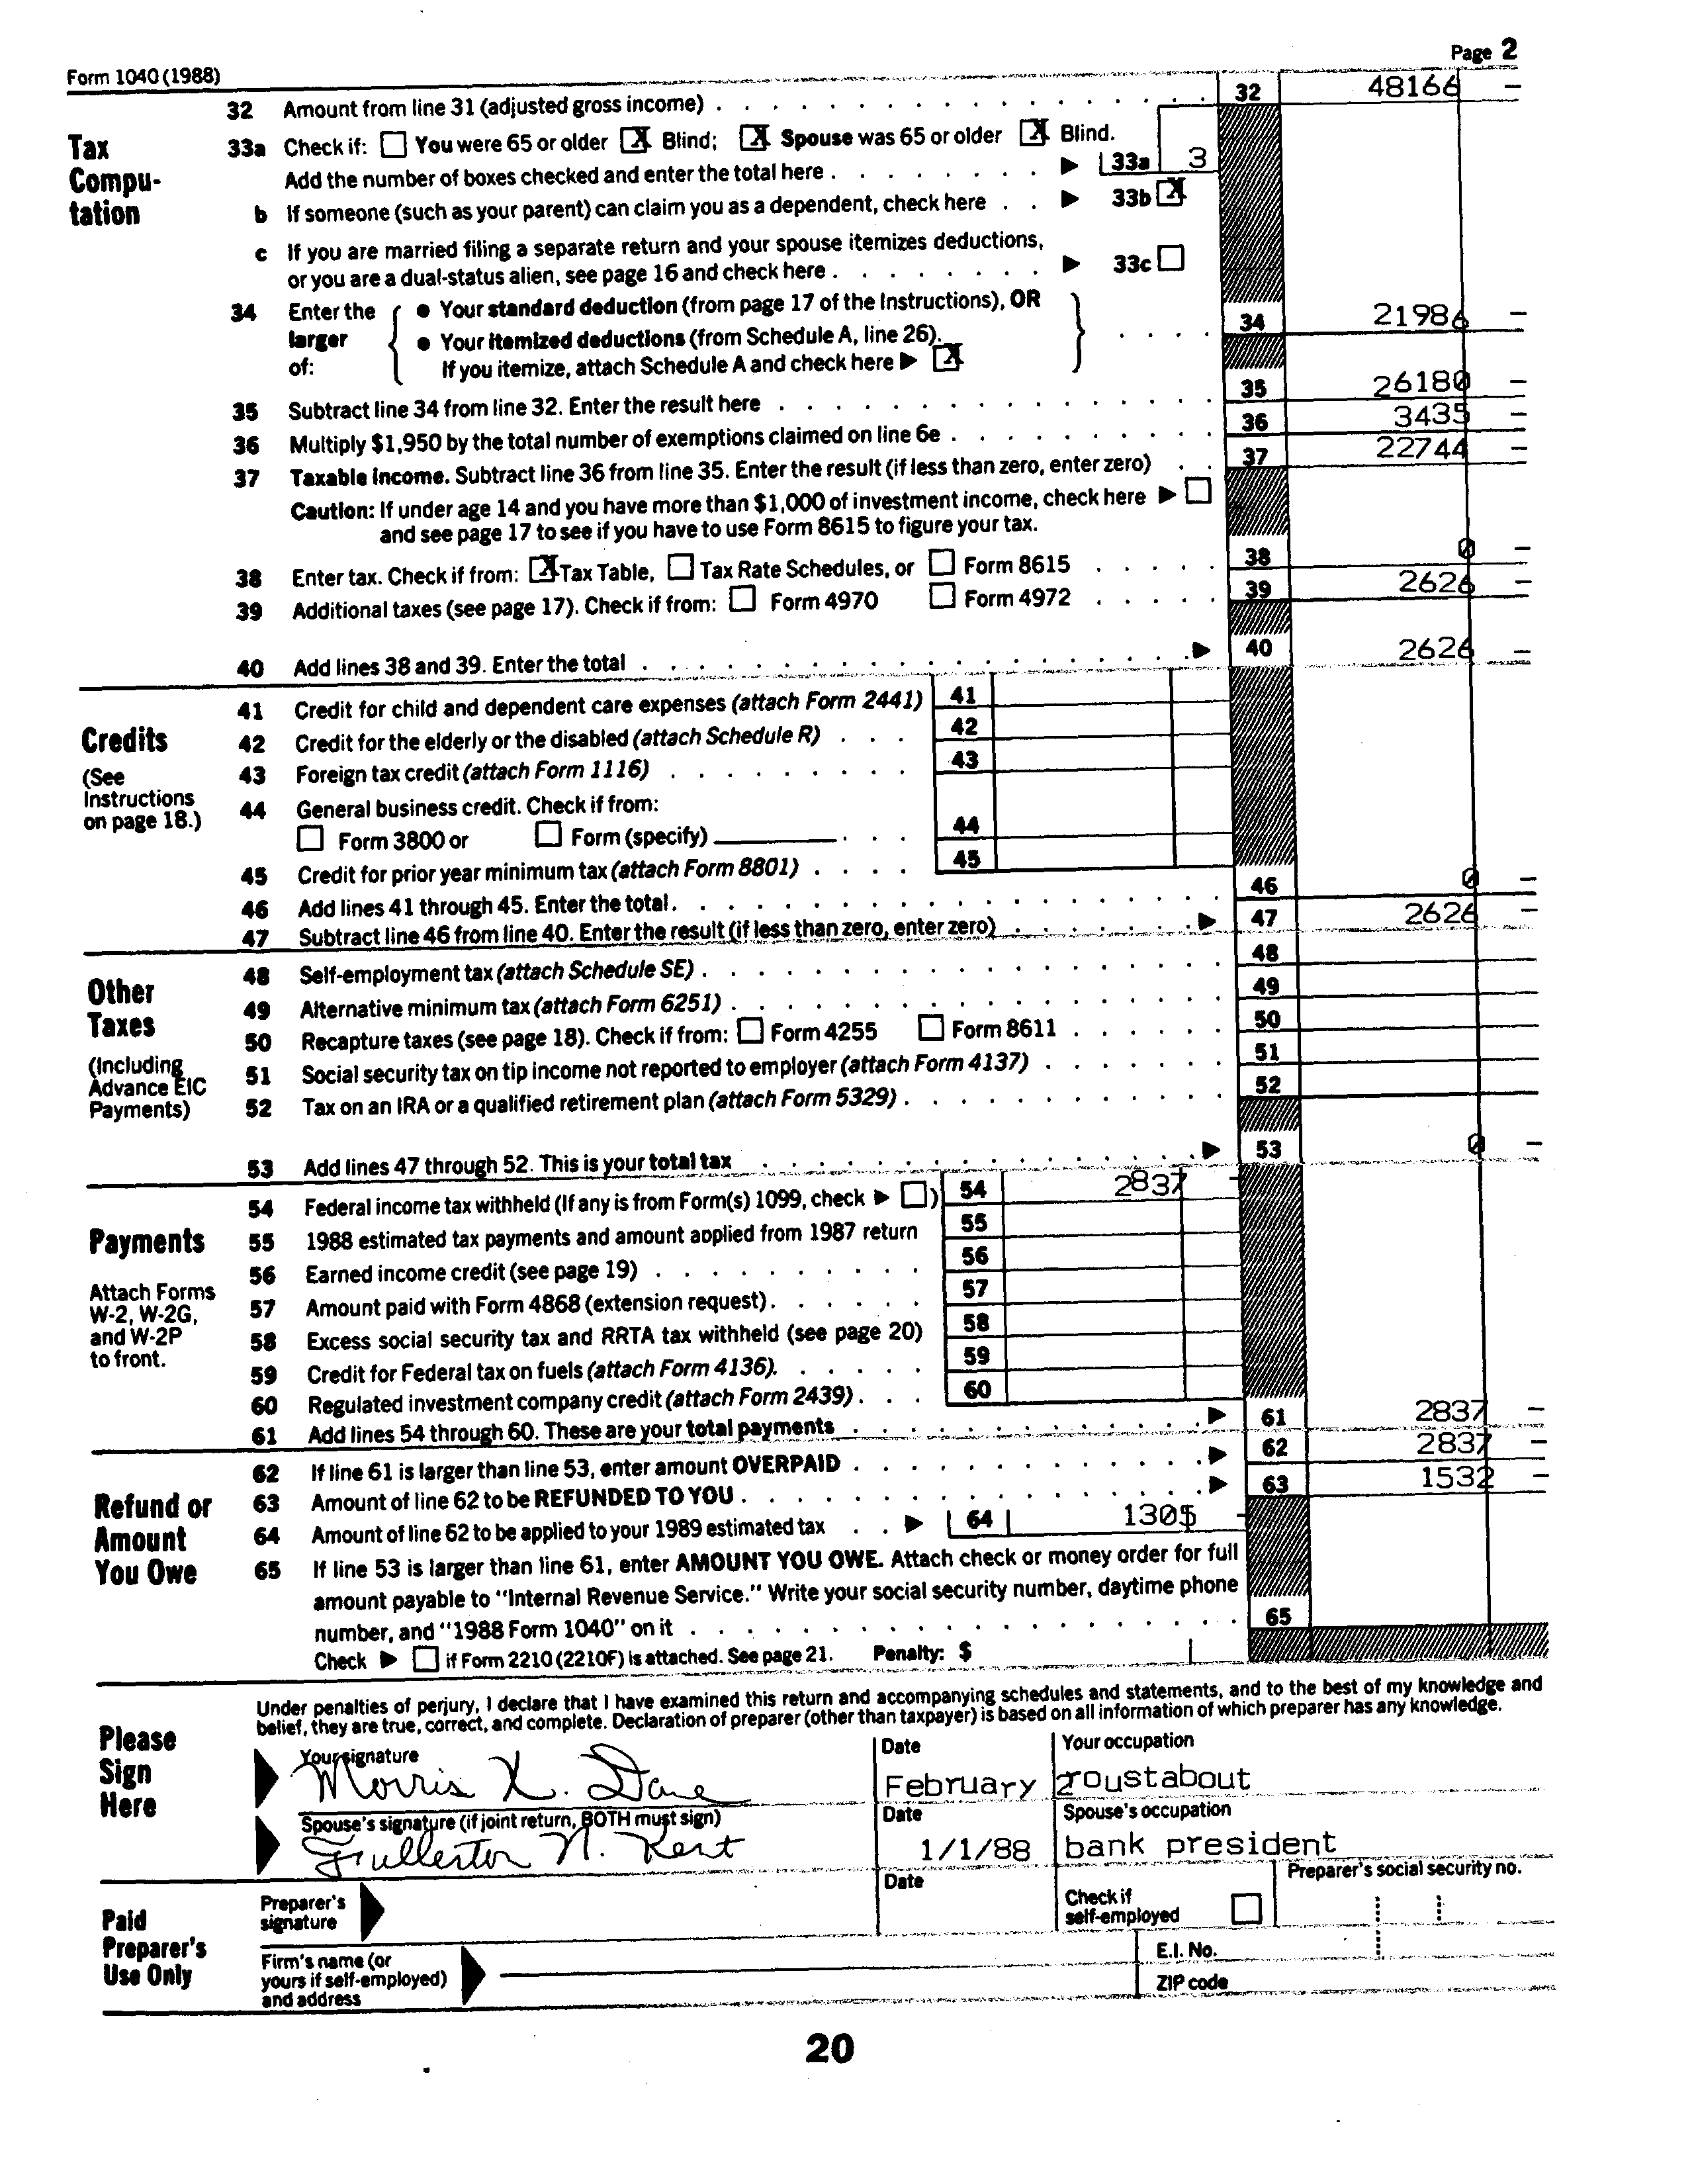 Form 1040 (1988) Page 2
32 Amount from line 31 (adjusted gross income) . . . 32 48166 –
Tax Compu-tation
33a Check if: ☐ You were 65 or older ☒ Blind; ☒ Spouse was 65 or older ☒ Blind.
Add the number of boxes checked and enter the total here . . . ▶ 33a 3
b If someone (such as your parent) can claim you as a dependent, check here . . ▶ 33b ☒
c If you are married filing a separate return and your spouse itemizes deductions,
or you are a dual-status alien, see page 16 and check here . . . ▶ 33c ☐
34 Enter the larger of:
● Your standard deduction (from page 17 of the Instructions), OR
● Your itemized deductions (from Schedule A, line 26).
If you itemize, attach Schedule A and check here ▶ ☒
34 21986 –
35 Subtract line 34 from line 32. Enter the result here . . . 35 26180 –
36 Multiply $1,950 by the total number of exemptions claimed on line 6e . . . 36 3435 –
37 Taxable income. Subtract line 36 from line 35. Enter the result (if less than zero, enter zero) . . 37 22744 –
Caution: If under age 14 and you have more than $1,000 of investment income, check here ▶ ☐
and see page 17 to see if you have to use Form 8615 to figure your tax.
38 Enter tax. Check if from: ☒ Tax Table, ☐ Tax Rate Schedules, or ☐ Form 8615 . . . 38 0 –
39 Additional taxes (see page 17). Check if from: ☐ Form 4970 ☐ Form 4972 . . . 39 2626 –
40 Add lines 38 and 39. Enter the total . . . ▶ 40 2626 –
Credits
(See Instructions on page 18.)
41 Credit for child and dependent care expenses (attach Form 2441) 41
42 Credit for the elderly or the disabled (attach Schedule R) . . . 42
43 Foreign tax credit (attach Form 1116) . . . 43
44 General business credit. Check if from:
☐ Form 3800 or ☐ Form (specify) ______ . . . 44
45 Credit for prior year minimum tax (attach Form 8801) . . . 45
46 Add lines 41 through 45. Enter the total . . . 46 0 –
47 Subtract line 46 from line 40. Enter the result (if less than zero, enter zero) . . . ▶ 47 2626 –
Other Taxes
(Including Advance EIC Payments)
48 Self-employment tax (attach Schedule SE) . . . 48
49 Alternative minimum tax (attach Form 6251) . . . 49
50 Recapture taxes (see page 18). Check if from: ☐ Form 4255 ☐ Form 8611 . . . 50
51 Social security tax on tip income not reported to employer (attach Form 4137) . . . 51
52 Tax on an IRA or a qualified retirement plan (attach Form 5329) . . . 52
53 Add lines 47 through 52. This is your total tax . . . ▶ 53 0 –
Payments
Attach Forms W-2, W-2G, and W-2P to front.
54 Federal income tax withheld (If any is from Form(s) 1099, check ▶ ☐) 54 2837 –
55 1988 estimated tax payments and amount applied from 1987 return 55
56 Earned income credit (see page 19) . . . 56
57 Amount paid with Form 4868 (extension request) . . . 57
58 Excess social security tax and RRTA tax withheld (see page 20) 58
59 Credit for Federal tax on fuels (attach Form 4136). . . . 59
60 Regulated investment company credit (attach Form 2439) . . . 60
61 Add lines 54 through 60. These are your total payments . . . ▶ 61 2837 –
Refund or Amount You Owe
62 If line 61 is larger than line 53, enter amount OVERPAID . . . ▶ 62 2837 –
63 Amount of line 62 to be REFUNDED TO YOU . . . ▶ 63 1532 –
64 Amount of line 62 to be applied to your 1989 estimated tax . . ▶ 64 1305 –
65 If line 53 is larger than line 61, enter AMOUNT YOU OWE. Attach check or money order for full
amount payable to "Internal Revenue Service." Write your social security number, daytime phone
number, and "1988 Form 1040" on it . . . 65
Check ▶ ☐ if Form 2210 (2210F) is attached. See page 21. Penalty: $
Please Sign Here
Under penalties of perjury, I declare that I have examined this return and accompanying schedules and statements, and to the best of my knowledge and
belief, they are true, correct, and complete. Declaration of preparer (other than taxpayer) is based on all information of which preparer has any knowledge.
Your signature Date Your occupation
Morris X. Dane February roustabout
Spouse's signature (if joint return, BOTH must sign) Date Spouse's occupation
Fullerton N. Kent 1/1/88 bank president
Paid Preparer's Use Only
Preparer's signature Date Check if self-employed ☐ Preparer's social security no.
Firm's name (or yours if self-employed) and address
E.I. No.
ZIP code
20